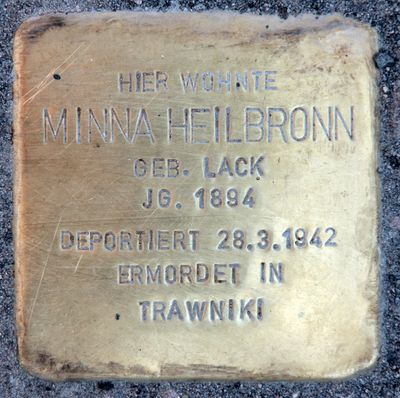 HIER WOHNTE
MINNA HEILBRONN
GEB. LACK
JG. 1894
DEPORTIERT 28.3.1942
ERMORDET IN
TRAWNIKI